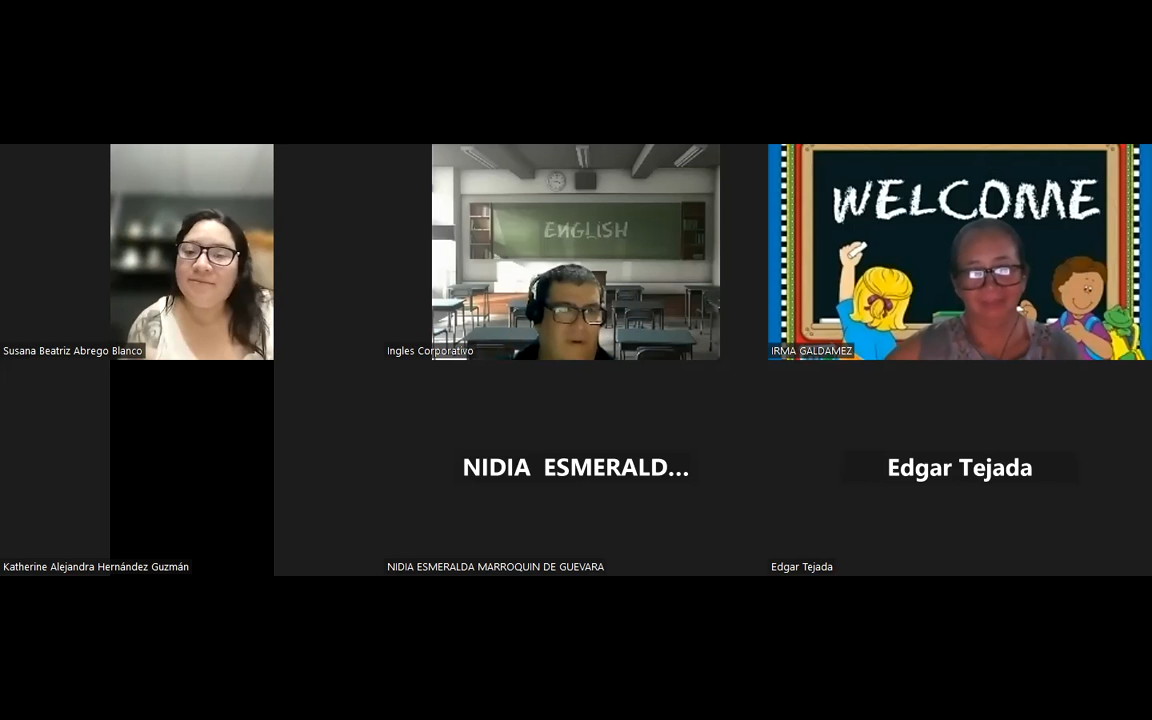 ENGLISH
WELCOME
Susana Beatriz Abrego Blanco
Ingles Corporativo
IRMA GALDAMEZ
NIDIA ESMERALD...
Edgar Tejada
Katherine Alejandra Hernández Guzmán
NIDIA ESMERALDA MARROQUIN DE GUEVARA
Edgar Tejada